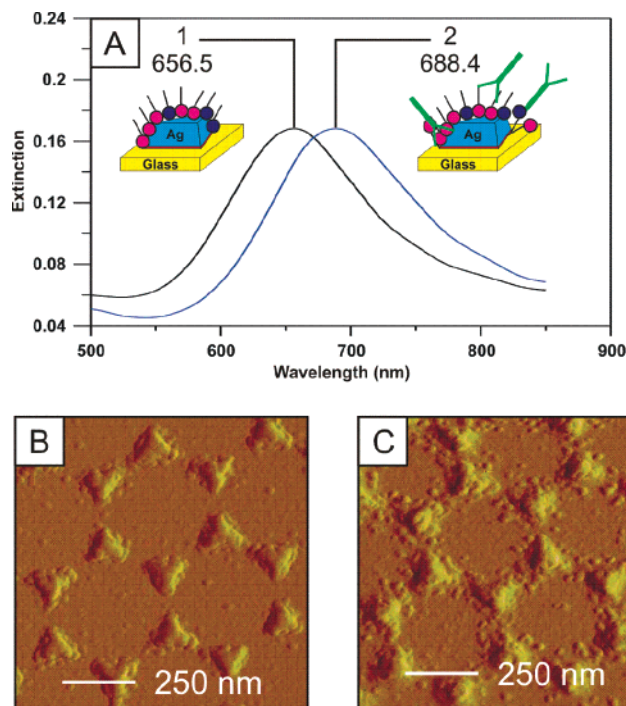 A
1
656.5
2
688.4
Ag
Glass
Ag
Glass
Extinction
0.24
0.2
0.16
0.12
0.08
0.04
500
600
700
800
900
Wavelength (nm)
B
250 nm
C
250 nm